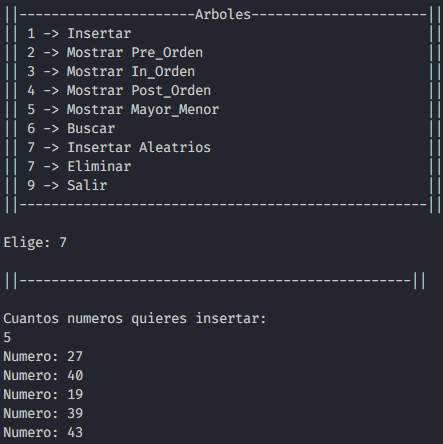 ||----------------------Arboles----------------------||
|| 1 -> Insertar ||
|| 2 -> Mostrar Pre_Orden ||
|| 3 -> Mostrar In_Orden ||
|| 4 -> Mostrar Post_Orden ||
|| 5 -> Mostrar Mayor_Menor ||
|| 6 -> Buscar ||
|| 7 -> Insertar Aleatrios ||
|| 7 -> Eliminar ||
|| 9 -> Salir ||
||---------------------------------------------------||
Elige: 7
||-------------------------------------------------||
Cuantos numeros quieres insertar:
5
Numero: 27
Numero: 40
Numero: 19
Numero: 39
Numero: 43